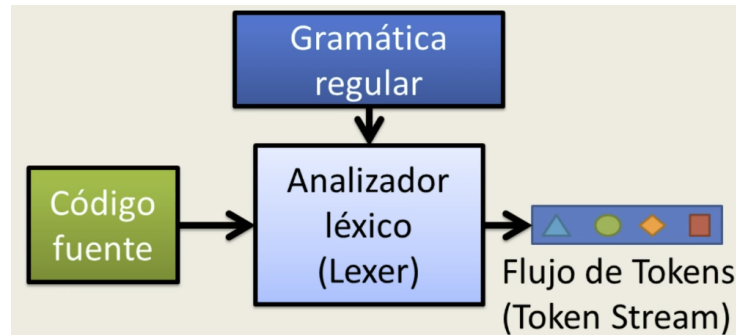 Gramática
regular
Código
fuente
Analizador
léxico
(Lexer)
Flujo de Tokens
(Token Stream)